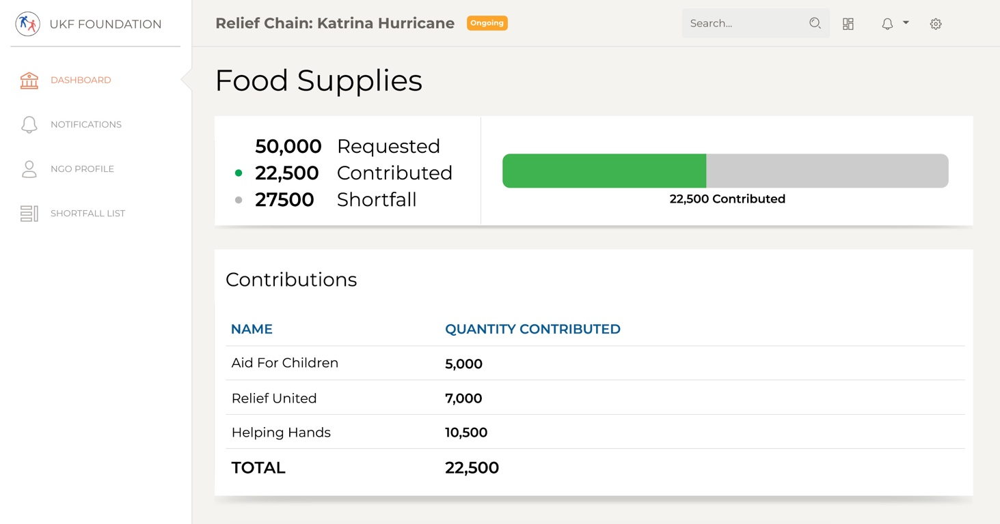 UKF FOUNDATION
DASHBOARD
NOTIFICATIONS
NGO PROFILE
SHORTFALL LIST
Relief Chain: Katrina Hurricane Ongoing
Search...
Food Supplies
50,000 Requested
22,500 Contributed
27500 Shortfall
22,500 Contributed
Contributions
NAME QUANTITY CONTRIBUTED
Aid For Children 5,000
Relief United 7,000
Helping Hands 10,500
TOTAL 22,500